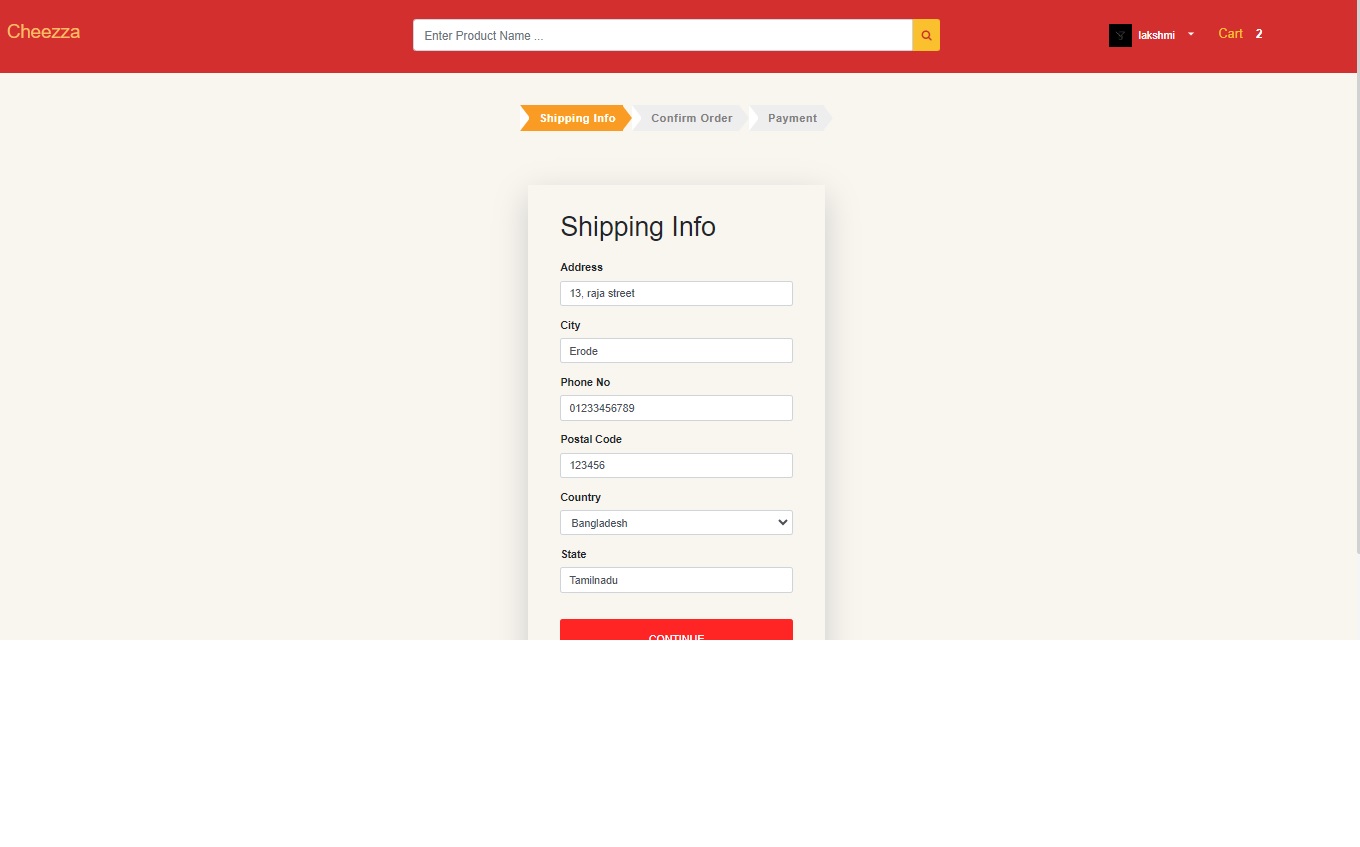 Cheezza
Enter Product Name ...
lakshmi
Cart 2
Shipping Info
Confirm Order
Payment
Shipping Info
Address
13, raja street
City
Erode
Phone No
01233456789
Postal Code
123456
Country
Bangladesh
State
Tamilnadu
CONTINUE